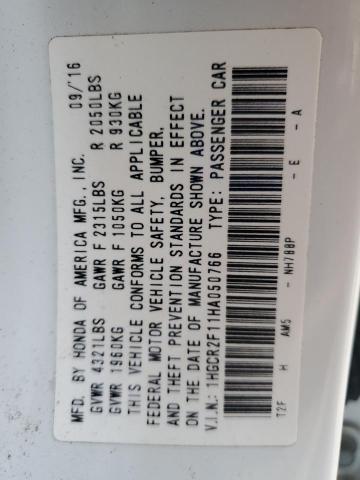 MFD. BY HONDA OF AMERICA MFG., INC. 09/16
GVWR 4321LBS GAWR F 2315LBS R 2050LBS
GVWR 1960KG GAWR F 1050KG R 930KG
THIS VEHICLE CONFORMS TO ALL APPLICABLE
FEDERAL MOTOR VEHICLE SAFETY, BUMPER,
AND THEFT PREVENTION STANDARDS IN EFFECT
ON THE DATE OF MANUFACTURE SHOWN ABOVE.
V.I.N.: 1HGCR2F11HA050766 TYPE: PASSENGER CAR
T2F H AM5 - NH788P - E - A